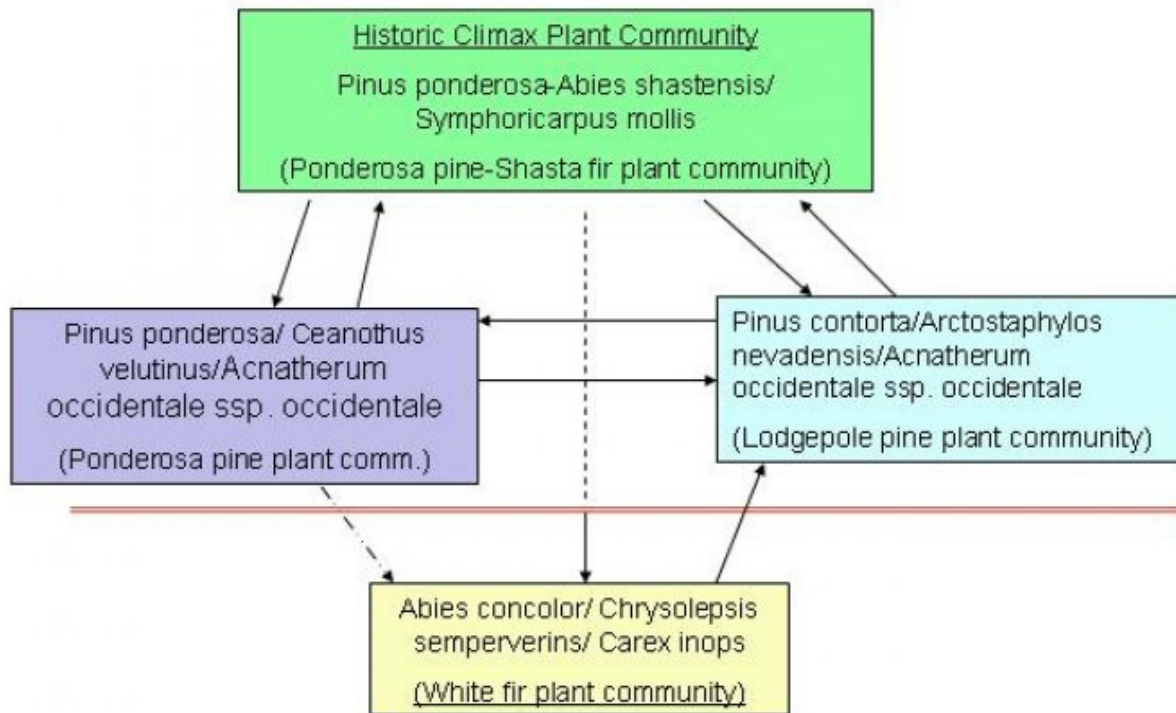 Historic Climax Plant Community
Pinus ponderosa-Abies shastensis/
Symphoricarpus mollis
(Ponderosa pine-Shasta fir plant community)
Pinus ponderosa/ Ceanothus
velutinus/Acnatherum
occidentale ssp. occidentale
(Ponderosa pine plant comm.)
Pinus contorta/Arctostaphylos
nevadensis/Acnatherum
occidentale ssp. occidentale
(Lodgepole pine plant community)
Abies concolor/ Chrysolepsis
semperverins/ Carex inops
(White fir plant community)